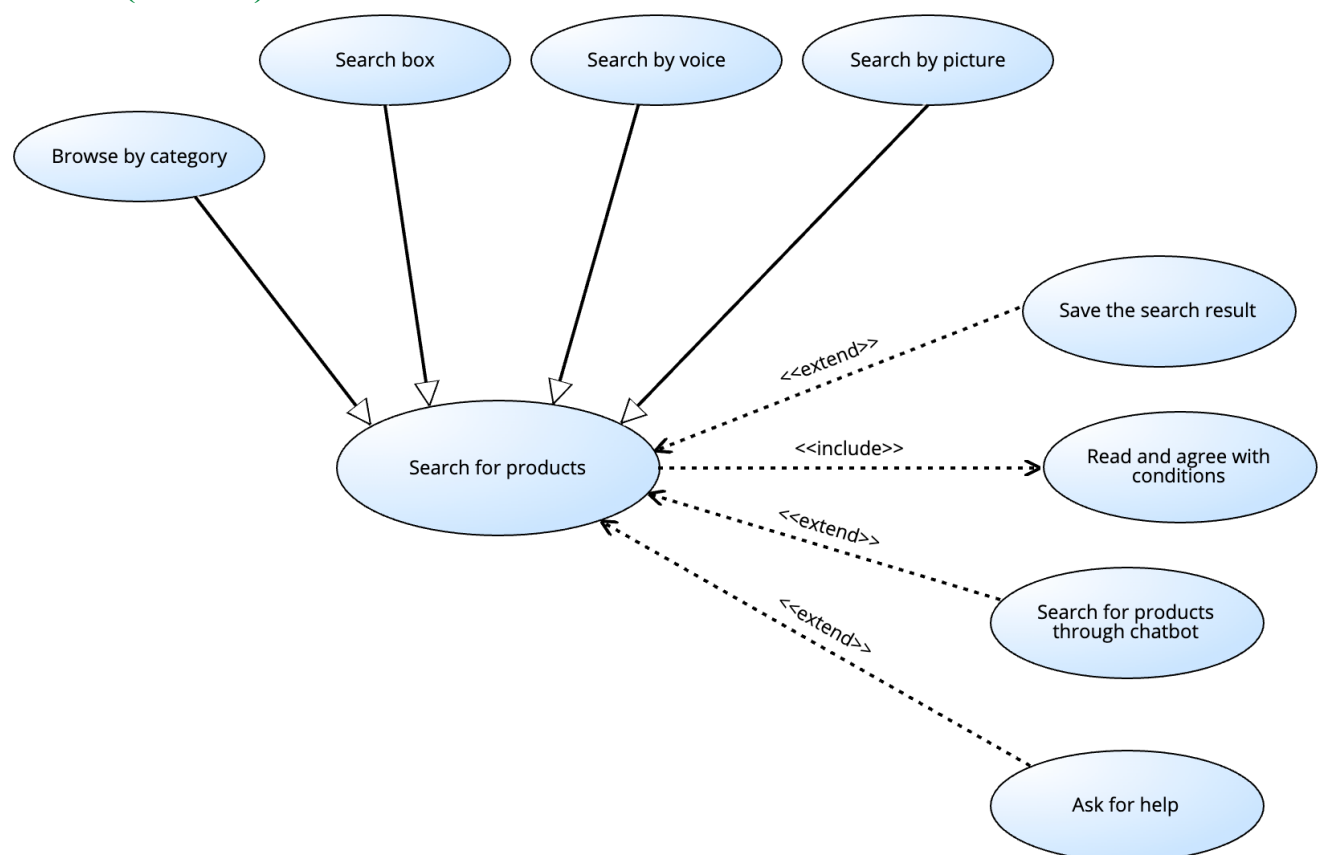 Search box
Search by voice
Search by picture
Browse by category
Save the search result
<<extend>>
<<include>>
Read and agree with
conditions
Search for products
<<extend>>
Search for products
through chatbot
<<extend>>
Ask for help